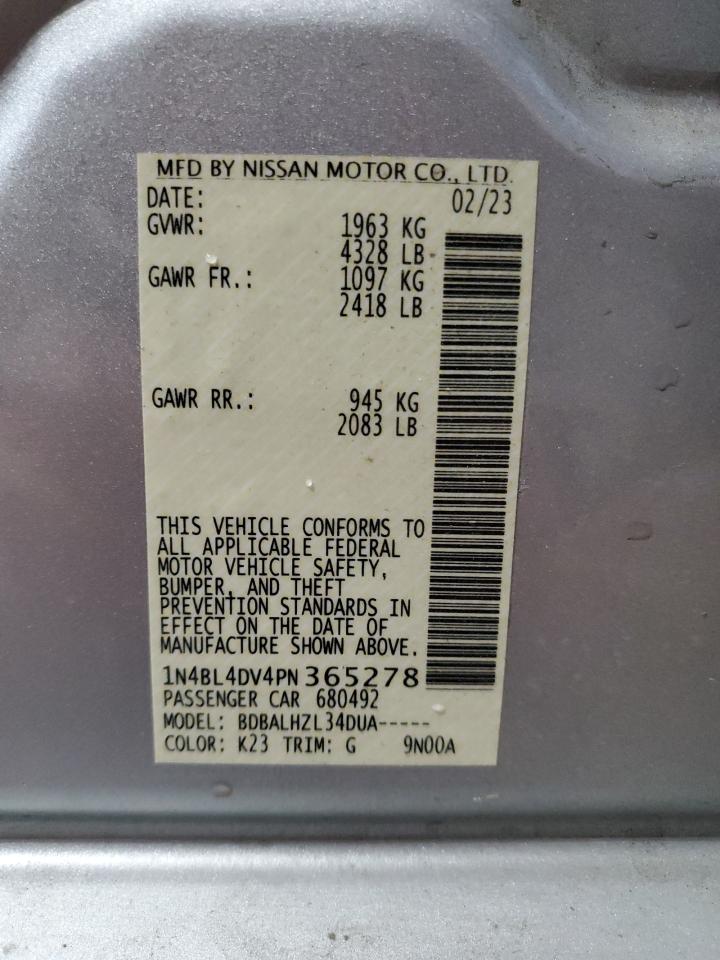 MFD BY NISSAN MOTOR CO., LTD.
DATE: 02/23
GVWR: 1963 KG
4328 LB
GAWR FR.: 1097 KG
2418 LB
GAWR RR.: 945 KG
2083 LB
THIS VEHICLE CONFORMS TO
ALL APPLICABLE FEDERAL
MOTOR VEHICLE SAFETY,
BUMPER, AND THEFT
PREVENTION STANDARDS IN
EFFECT ON THE DATE OF
MANUFACTURE SHOWN ABOVE.
1N4BL4DV4PN 365278
PASSENGER CAR 680492
MODEL: BDBALHZL34DUA-----
COLOR: K23 TRIM: G 9N00A